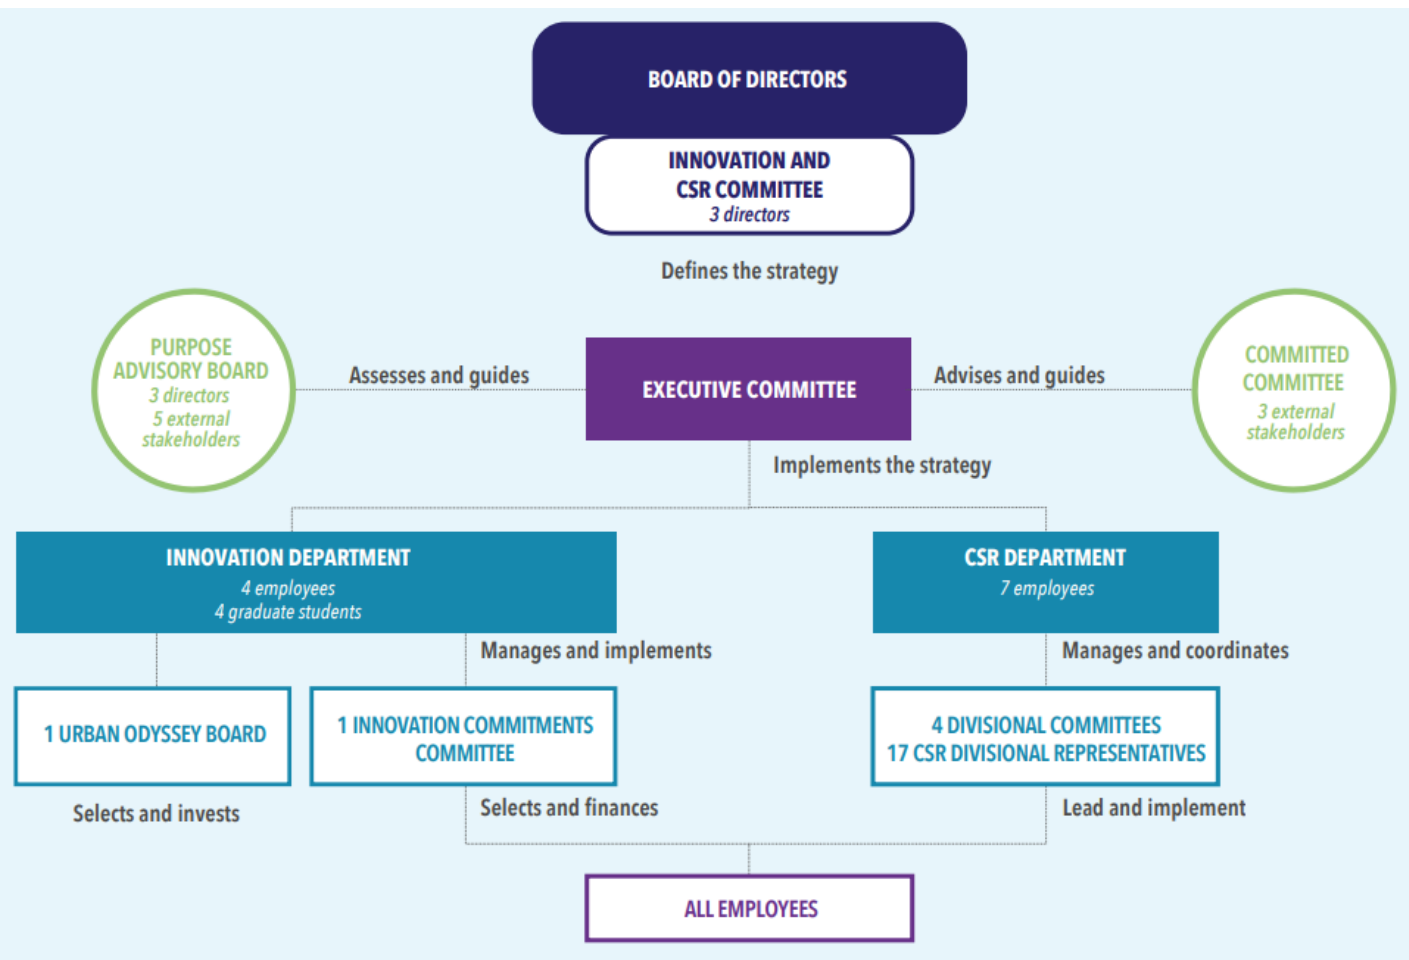 BOARD OF DIRECTORS
INNOVATION AND
CSR COMMITTEE
3 directors
Defines the strategy
PURPOSE
ADVISORY BOARD
3 directors
5 external
stakeholders
Assesses and guides
EXECUTIVE COMMITTEE
Advises and guides
COMMITTED
COMMITTEE
3 external
stakeholders
Implements the strategy
INNOVATION DEPARTMENT
4 employees
4 graduate students
CSR DEPARTMENT
7 employees
Manages and implements
Manages and coordinates
1 URBAN ODYSSEY BOARD
1 INNOVATION COMMITMENTS
COMMITTEE
4 DIVISIONAL COMMITTEES
17 CSR DIVISIONAL REPRESENTATIVES
Selects and invests
Selects and finances
Lead and implement
ALL EMPLOYEES